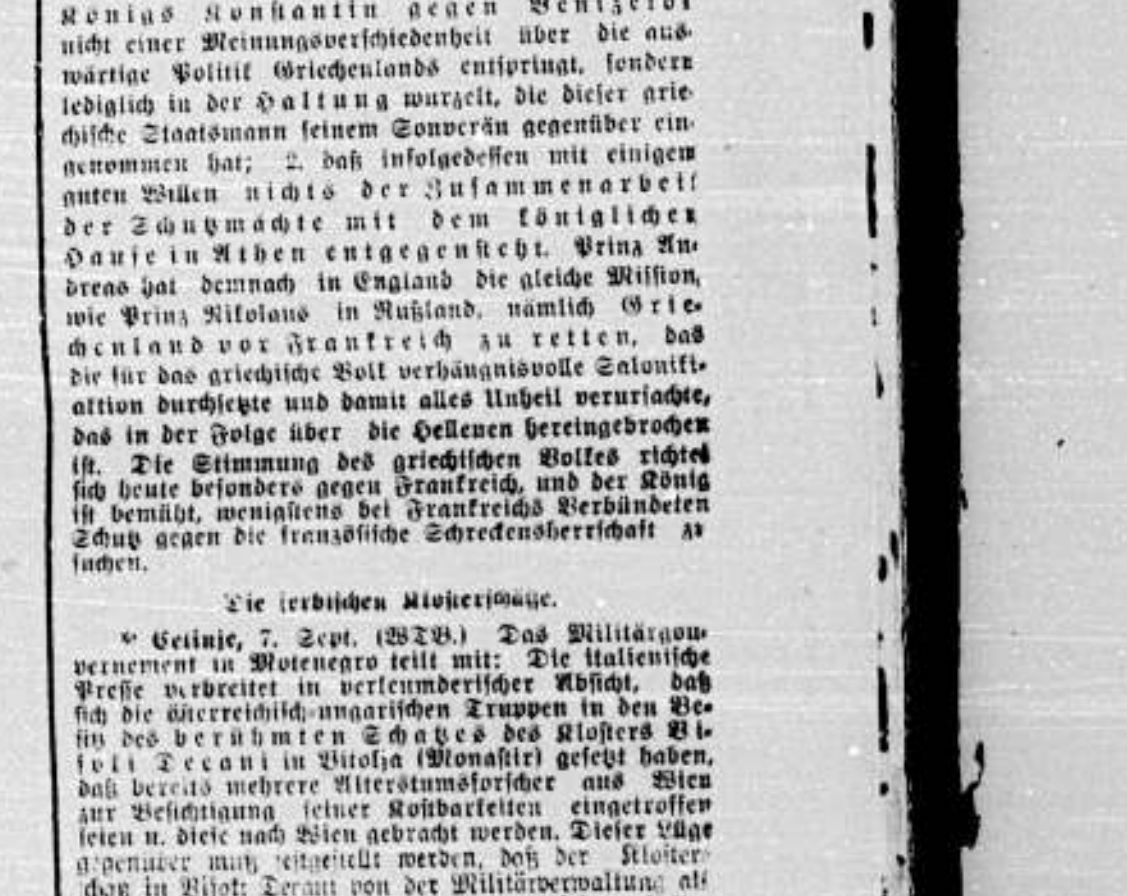 Königs Konstantin gegen Venizelos
nicht einer Meinungsverschiedenheit über die aus-
wärtige Politik Griechenlands entspringt, sondern
lediglich in der Haltung wurzelt, die dieser grie-
chische Staatsmann seinem Souverän gegenüber ein-
genommen hat; 2. daß infolgedessen mit einigem
guten Willen nichts der Zusammenarbeit
der Schutzmächte mit dem königlichen
Hause in Athen entgegensteht. Prinz An-
dreas hat demnach in England die gleiche Mission,
wie Prinz Nikolaus in Rußland, nämlich Grie-
chenland vor Frankreich zu retten, das
die für das griechische Volk verhängnisvolle Saloniki-
aktion durchsetzte und damit alles Unheil verursachte,
das in der Folge über die Hellenen hereingebrochen
ist. Die Stimmung des griechischen Volkes richtet
sich heute besonders gegen Frankreich, und der König
ist bemüht, wenigstens bei Frankreichs Verbündeten
Schutz gegen die französische Schreckensherrschaft zu
suchen.
Die serbischen Klosterschätze.
* Cetinje, 7. Sept. (WTB.) Das Militärgou-
vernement in Motenegro teilt mit: Die italienische
Presse verbreitet in verleumderischer Absicht, daß
sich die österreichisch-ungarischen Truppen in den Be-
sitz des berühmten Schatzes des Klosters Vi-
soli Decani in Bitolja (Monastir) gesetzt haben,
daß bereits mehrere Alterstumsforscher aus Wien
zur Besichtigung seiner Kostbarkeiten eingetroffen
seien u. diese nach Wien gebracht werden. Dieser Lüge
gegenüber muß festgestellt werden, daß der Kloster-
schatz in von der Militärverwaltung als